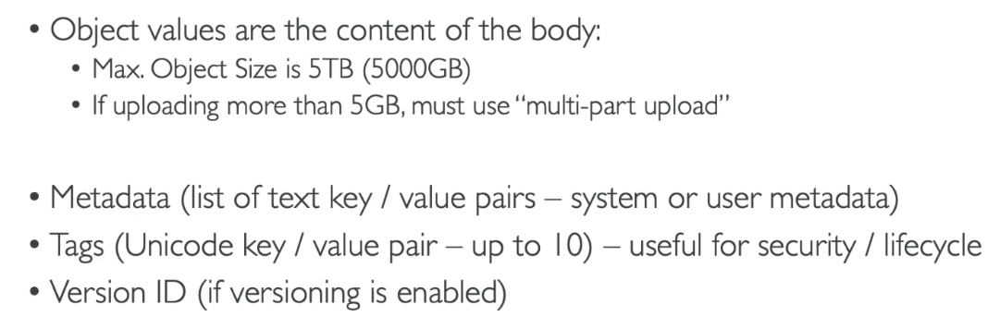 • Object values are the content of the body:
• Max. Object Size is 5TB (5000GB)
• If uploading more than 5GB, must use “multi-part upload”
• Metadata (list of text key / value pairs – system or user metadata)
• Tags (Unicode key / value pair – up to 10) – useful for security / lifecycle
• Version ID (if versioning is enabled)